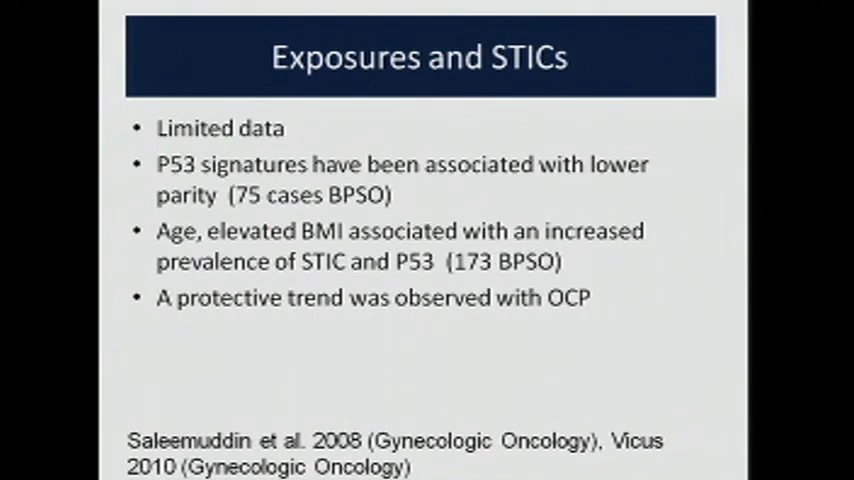 Exposures and STICs
• Limited data
• P53 signatures have been associated with lower
parity (75 cases BPSO)
• Age, elevated BMI associated with an increased
prevalence of STIC and P53 (173 BPSO)
• A protective trend was observed with OCP
Saleemuddin et al. 2008 (Gynecologic Oncology), Vicus
2010 (Gynecologic Oncology)